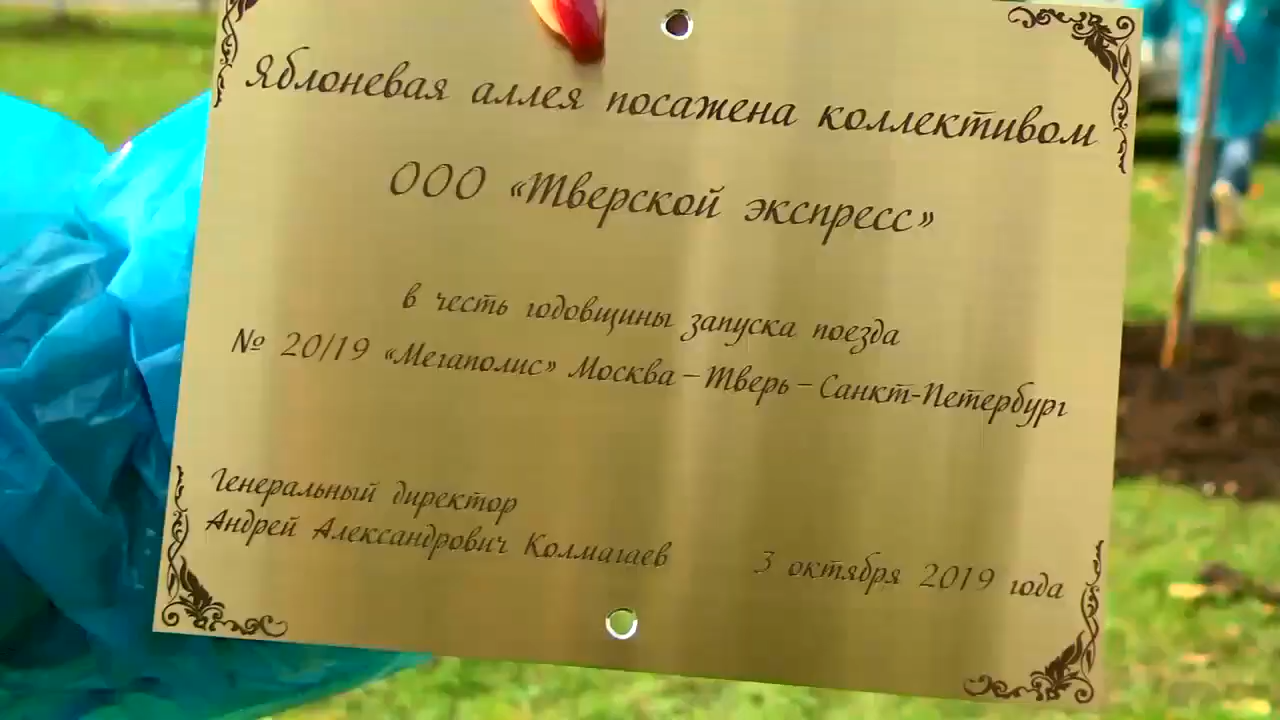 Яблоневая аллея посажена коллективом
ООО «Тверской экспресс»
в честь годовщины запуска поезда
№ 20/19 «Мегаполис» Москва – Тверь – Санкт-Петербург
Генеральный директор
Андрей Александрович Колмагаев
3 октября 2019 года